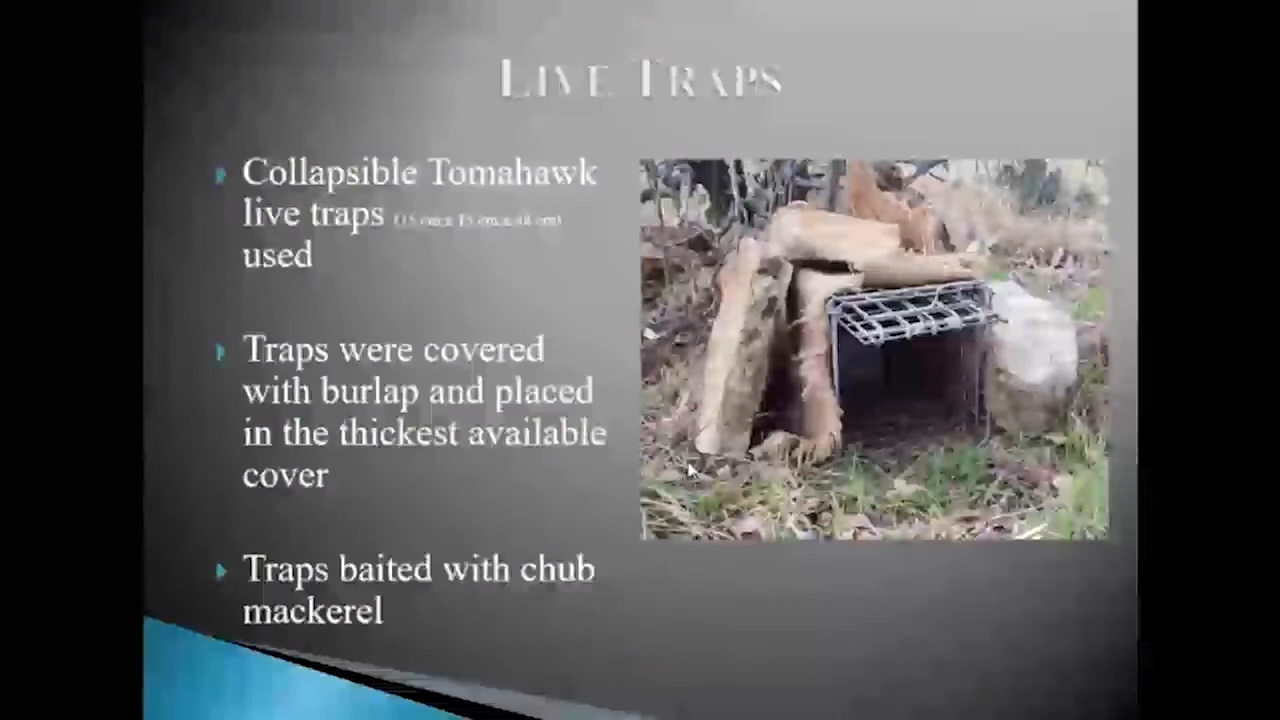 LIVE TRAPS
Collapsible Tomahawk
live traps
used
Traps were covered
with burlap and placed
in the thickest available
cover
Traps baited with chub
mackerel